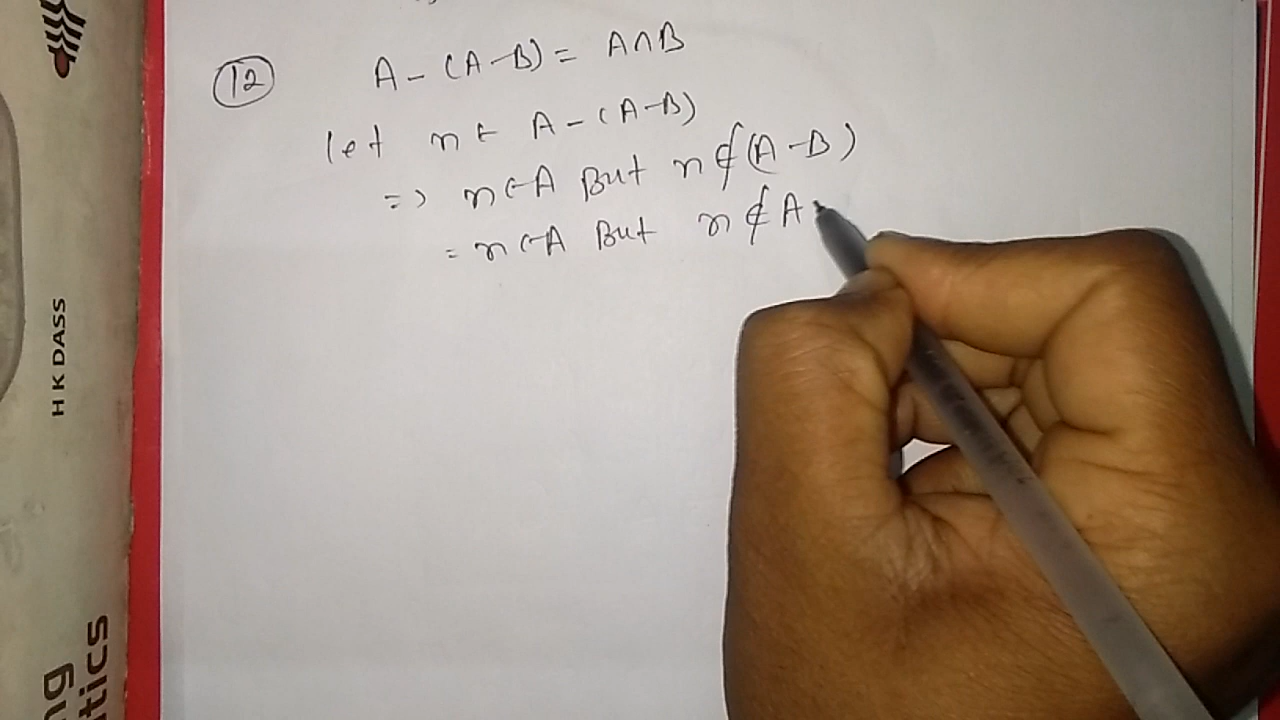 12 A - (A-B) = A∩B
let n ∈ A - (A-B)
=> n ∈ A But n ∉ (A-B)
= n ∈ A But n ∉ A
H K DASS